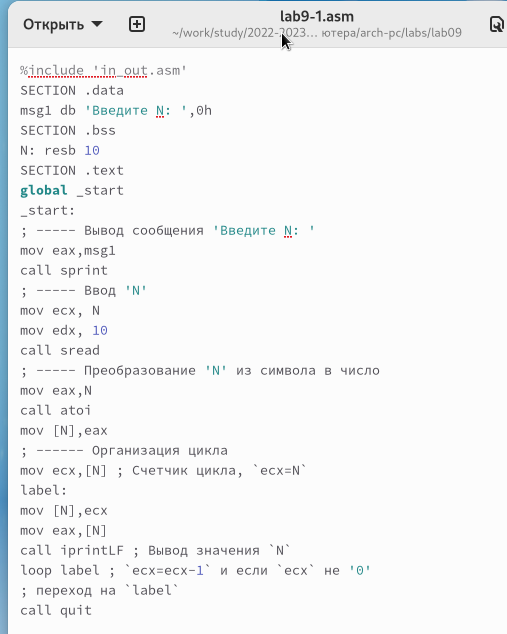 Открыть
lab9-1.asm
~/work/study/2022-2023… ютера/arch-pc/labs/lab09
%include 'in_out.asm'
SECTION .data
msg1 db 'Введите N: ',0h
SECTION .bss
N: resb 10
SECTION .text
global _start
_start:
; ----- Вывод сообщения 'Введите N: '
mov eax,msg1
call sprint
; ----- Ввод 'N'
mov ecx, N
mov edx, 10
call sread
; ----- Преобразование 'N' из символа в число
mov eax,N
call atoi
mov [N],eax
; ------ Организация цикла
mov ecx,[N] ; Счетчик цикла, `ecx=N`
label:
mov [N],ecx
mov eax,[N]
call iprintLF ; Вывод значения `N`
loop label ; `ecx=ecx-1` и если `ecx` не '0'
; переход на `label`
call quit